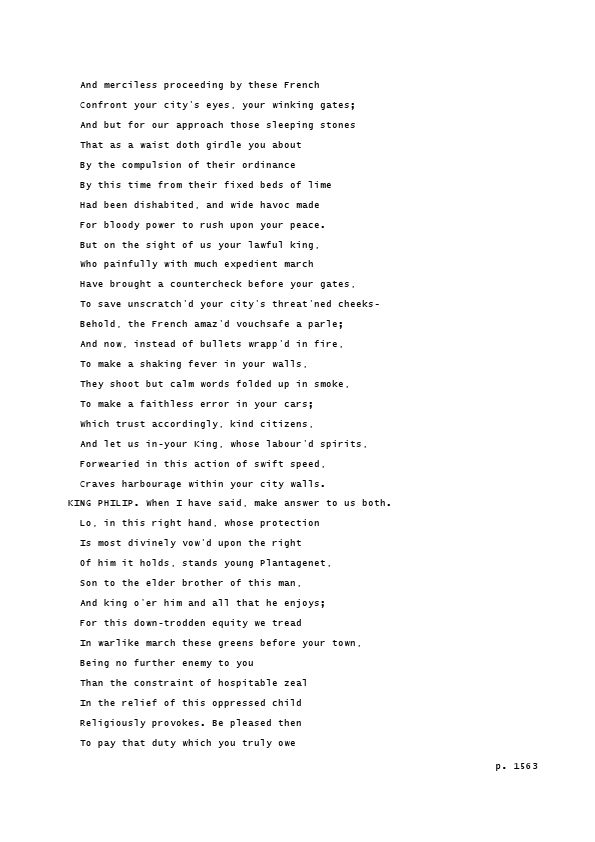 And merciless proceeding by these French
Confront your city's eyes, your winking gates;
And but for our approach those sleeping stones
That as a waist doth girdle you about
By the compulsion of their ordinance
By this time from their fixed beds of lime
Had been dishabited, and wide havoc made
For bloody power to rush upon your peace.
But on the sight of us your lawful king,
Who painfully with much expedient march
Have brought a countercheck before your gates,
To save unscratch'd your city's threat'ned cheeks-
Behold, the French amaz'd vouchsafe a parle;
And now, instead of bullets wrapp'd in fire,
To make a shaking fever in your walls,
They shoot but calm words folded up in smoke,
To make a faithless error in your cars;
Which trust accordingly, kind citizens,
And let us in-your King, whose labour'd spirits,
Forwearied in this action of swift speed,
Craves harbourage within your city walls.
KING PHILIP. When I have said, make answer to us both.
Lo, in this right hand, whose protection
Is most divinely vow'd upon the right
Of him it holds, stands young Plantagenet,
Son to the elder brother of this man,
And king o'er him and all that he enjoys;
For this down-trodden equity we tread
In warlike march these greens before your town,
Being no further enemy to you
Than the constraint of hospitable zeal
In the relief of this oppressed child
Religiously provokes. Be pleased then
To pay that duty which you truly owe
p. 1563